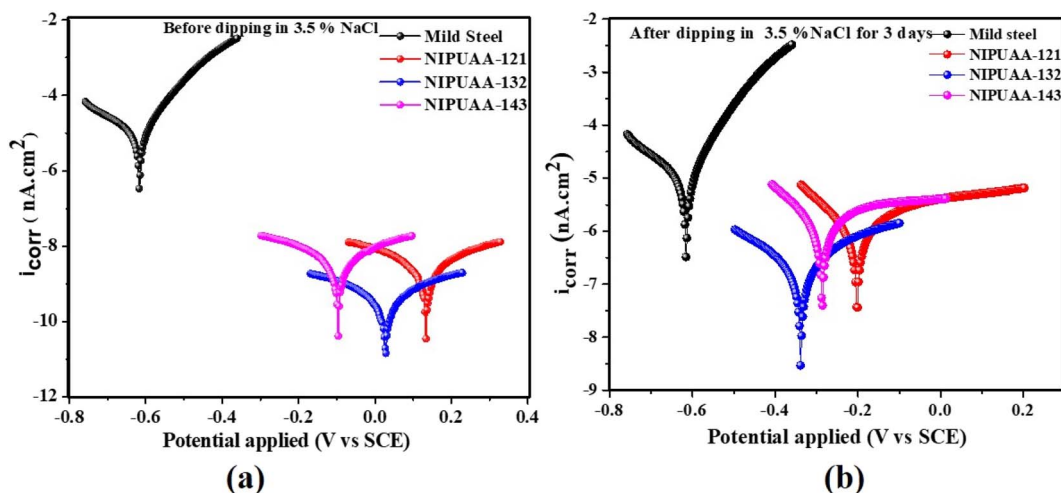 Before dipping in 3.5 % NaCl
Mild Steel
NIPUAA-121
NIPUAA-132
NIPUAA-143
-2
-4
-6
-8
-10
-12
i corr ( nA.cm²)
-0.8
-0.6
-0.4
-0.2
0.0
0.2
0.4
Potential applied (V vs SCE)
(a)
After dipping in 3.5 %NaCl for 3 days
Mild steel
NIPUAA-121
NIPUAA-132
NIPUAA-143
-2
-3
-4
-5
-6
-7
-8
-9
i corr (nA.cm²)
-0.8
-0.6
-0.4
-0.2
0.0
0.2
Potential applied (V vs SCE)
(b)